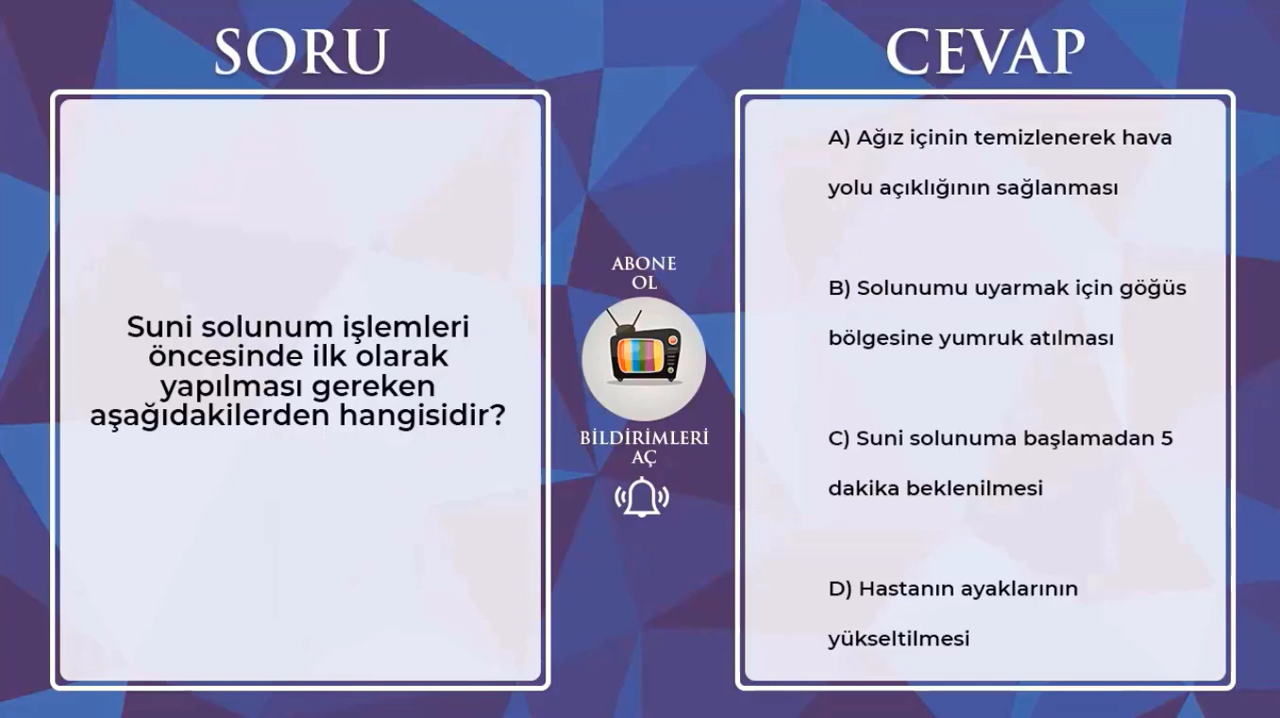 SORU
Suni solunum işlemleri
öncesinde ilk olarak
yapılması gereken
aşağıdakilerden hangisidir?
ABONE
OL
BİLDİRİMLERİ
AÇ
CEVAP
A) Ağız içinin temizlenerek hava
yolu açıklığının sağlanması
B) Solunumu uyarmak için göğüs
bölgesine yumruk atılması
C) Suni solunuma başlamadan 5
dakika beklenilmesi
D) Hastanın ayaklarının
yükseltilmesi